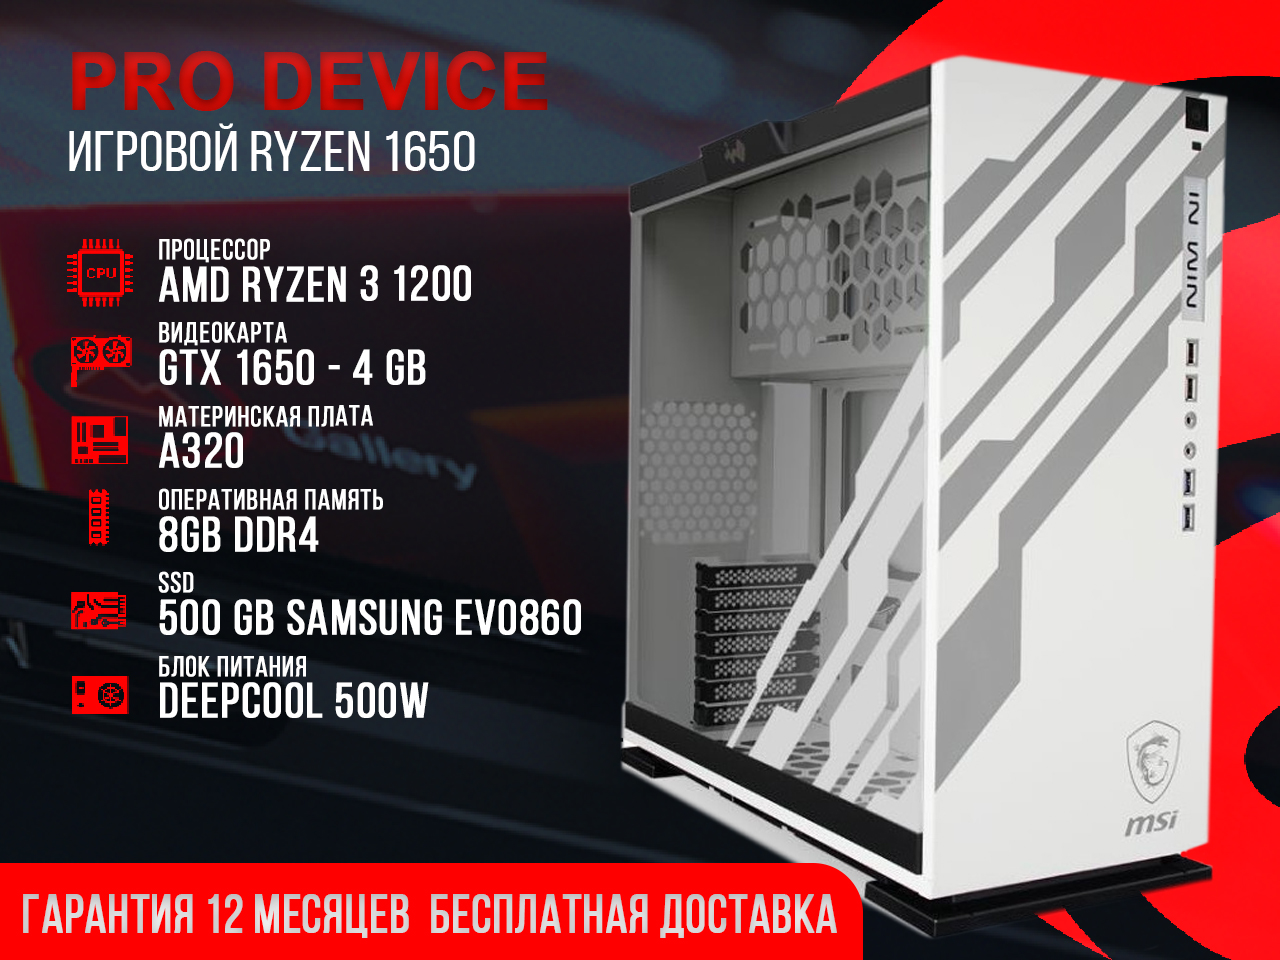 PRO DEVICE
ИГРОВОЙ RYZEN 1650
CPU
ПРОЦЕССОР
AMD RYZEN 3 1200
ВИДЕОКАРТА
GTX 1650 - 4 GB
МАТЕРИНСКАЯ ПЛАТА
A320
ОПЕРАТИВНАЯ ПАМЯТЬ
8GB DDR4
SSD
500 GB SAMSUNG EVO860
БЛОК ПИТАНИЯ
DEEPCOOL 500W
Gallery
IN WIN
msi
ГАРАНТИЯ 12 МЕСЯЦЕВ БЕСПЛАТНАЯ ДОСТАВКА